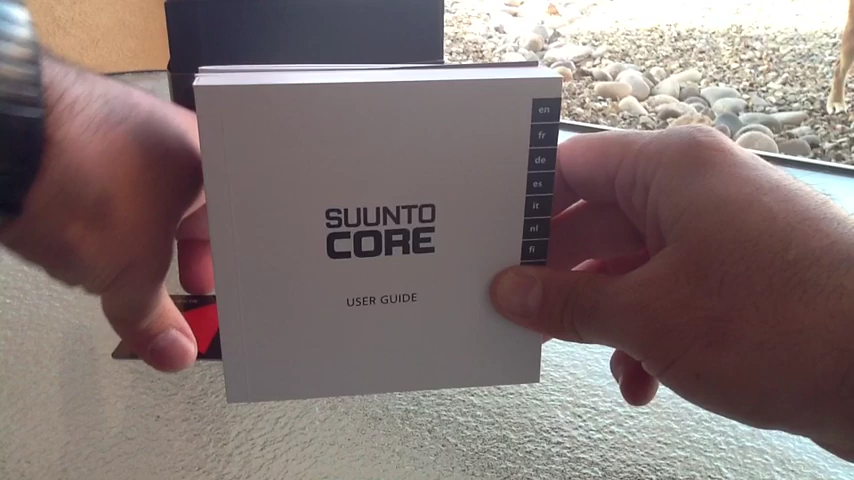 SUUNTO
CORE
USER GUIDE
en
fr
de
es
it
nl
fi